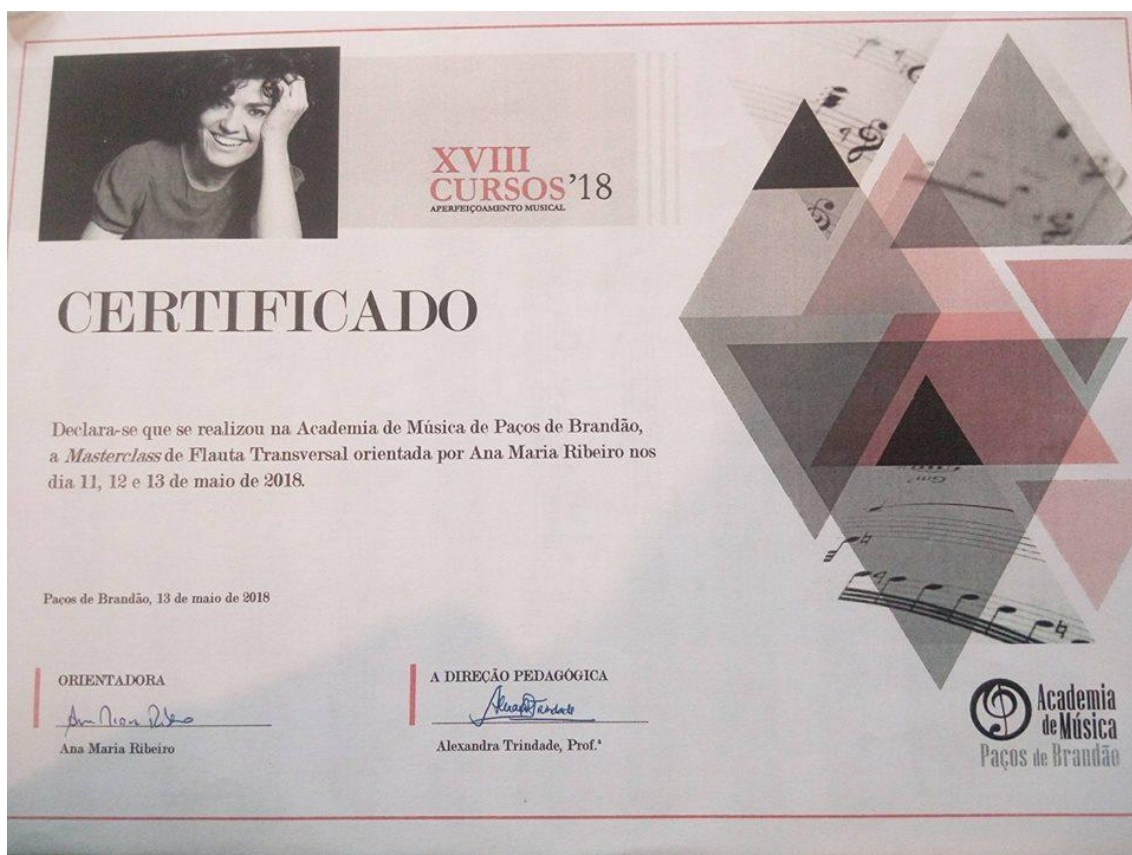 XVIII
CURSOS '18
APERFEIÇOAMENTO MUSICAL
CERTIFICADO
Declara-se que se realizou na Academia de Música de Paços de Brandão,
a Masterclass de Flauta Transversal orientada por Ana Maria Ribeiro nos
dia 11, 12 e 13 de maio de 2018.
Paços de Brandão, 13 de maio de 2018
ORIENTADORA
Ana Maria Ribeiro
Ana Maria Ribeiro
A DIREÇÃO PEDAGÓGICA
Alexandra Trindade, Prof.ª
Academia
de Música
Paços de Brandão